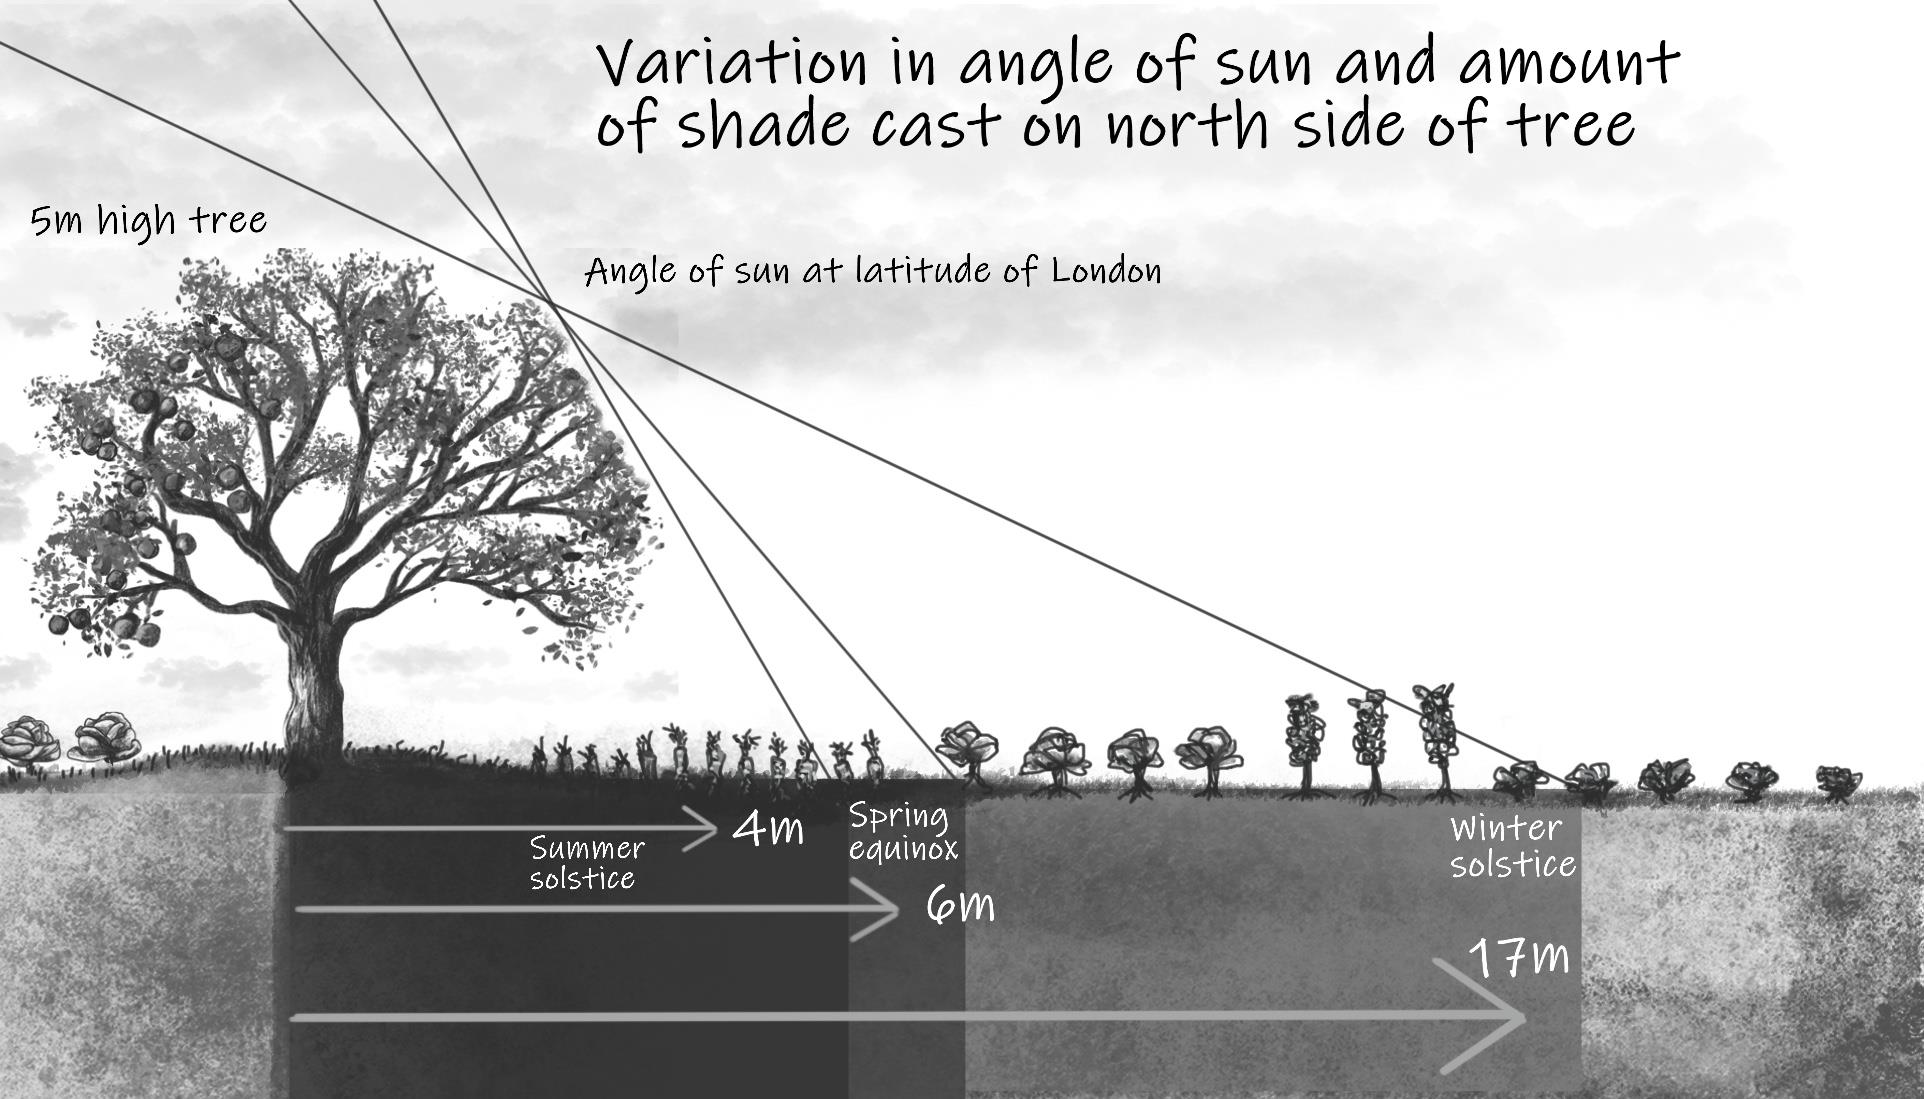 Variation in angle of sun and amount
of shade cast on north side of tree
5m high tree
Angle of sun at latitude of London
4m
Summer
solstice
Spring
equinox
6m
Winter
solstice
17m